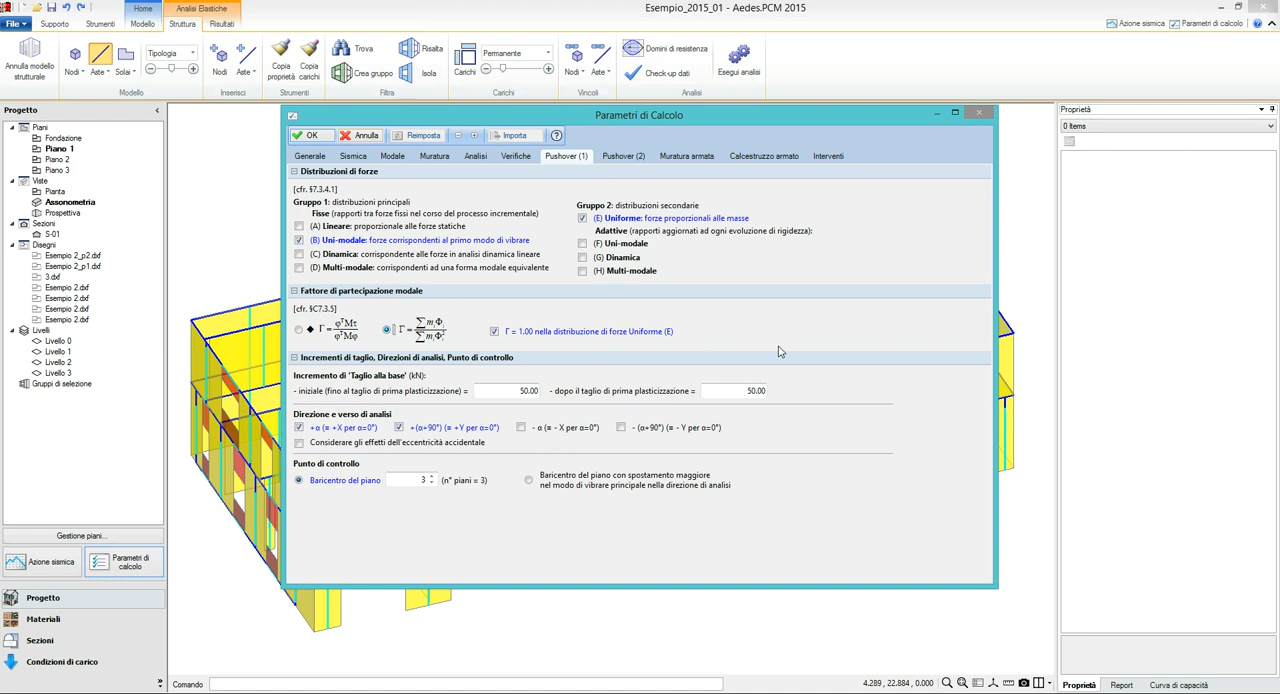 Esempio_2015_01 - Aedes.PCM 2015
Home
Analisi Elastiche
File
Supporto
Strumenti
Modello
Struttura
Risultati
Azione sismica
Parametri di calcolo
Annulla modello strutturale
Nodi
Aste
Solai
Tipologia
Modello
Nodi
Aste
Inserisci
Copia proprietà
Copia carichi
Strumenti
Trova
Crea gruppo
Risalta
Isola
Filtra
Carichi
Permanente
Carichi
Nodi
Aste
Vincoli
Domini di resistenza
Check-up dati
Esegui analisi
Analisi
Progetto
Piani
Fondazione
Piano 1
Piano 2
Piano 3
Viste
Pianta
Assonometria
Prospettiva
Sezioni
S-01
Disegni
Esempio 2_p2.dxf
Esempio 2_p1.dxf
3.dxf
Esempio 2.dxf
Esempio 2.dxf
Esempio 2.dxf
Esempio 2.dxf
Livelli
Livello 0
Livello 1
Livello 2
Livello 3
Gruppi di selezione
Gestione piani...
Azione sismica
Parametri di calcolo
Progetto
Materiali
Sezioni
Condizioni di carico
Parametri di Calcolo
OK
Annulla
Reimposta
Importa
Generale
Sismica
Modale
Muratura
Analisi
Verifiche
Pushover (1)
Pushover (2)
Muratura armata
Calcestruzzo armato
Interventi
Distribuzioni di forze
[cfr. §7.3.4.1]
Gruppo 1: distribuzioni principali
Fisse (rapporti tra forze fissi nel corso del processo incrementale)
(A) Lineare: proporzionale alle forze statiche
(B) Uni-modale: forze corrispondenti al primo modo di vibrare
(C) Dinamica: corrispondente alle forze in analisi dinamica lineare
(D) Multi-modale: corrispondenti ad una forma modale equivalente
Gruppo 2: distribuzioni secondarie
(E) Uniforme: forze proporzionali alle masse
Adattive (rapporti aggiornati ad ogni evoluzione di rigidezza):
(F) Uni-modale
(G) Dinamica
(H) Multi-modale
Fattore di partecipazione modale
[cfr. §C7.3.5]
Γ = φᵀMτ / φᵀMφ
Γ = ∑ mᵢΦᵢ / ∑ mᵢΦᵢ²
Γ = 1.00 nella distribuzione di forze Uniforme (E)
Incrementi di taglio, Direzioni di analisi, Punto di controllo
Incremento di 'Taglio alla base' (kN):
- iniziale (fino al taglio di prima plasticizzazione) = 50.00 - dopo il taglio di prima plasticizzazione = 50.00
Direzione e verso di analisi
+α (≡ +X per α=0°)
+(α+90°) (≡ +Y per α=0°)
- α (≡ - X per α=0°)
- (α+90°) (≡ - Y per α=0°)
Considerare gli effetti dell'eccentricità accidentale
Punto di controllo
Baricentro del piano 3 (n° piani = 3)
Baricentro del piano con spostamento maggiore
nel modo di vibrare principale nella direzione di analisi
Proprietà
0 Items
Comando
4.289 , 22.884 , 0.000
Proprietà
Report
Curva di capacità